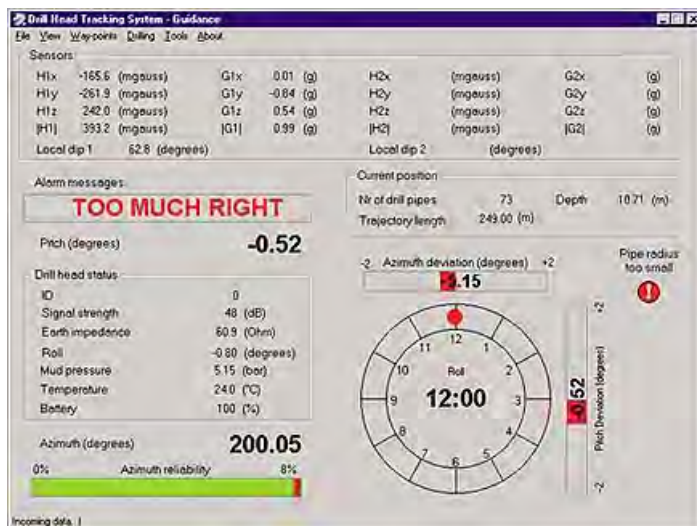 Drill Head Tracking System - Guidance
File View Way-points Drilling Tools About
Sensors
H1x -165.6 (mgauss) G1x 0.01 (g) H2x (mgauss) G2x (g)
H1y -261.9 (mgauss) G1y -0.84 (g) H2y (mgauss) G2y (g)
H1z 242.0 (mgauss) G1z 0.54 (g) H2z (mgauss) G2z (g)
|H1| 393.2 (mgauss) |G1| 0.99 (g) |H2| (mgauss) |G2| (g)
Local dip 1 62.8 (degrees) Local dip 2 (degrees)
Alarm messages
TOO MUCH RIGHT
Pitch (degrees) -0.52
Current position
Nr of drill pipes 73 Depth 18.71 (m)
Trajectory length 249.00 (m)
Drill head status
ID 0
Signal strength 48 (dB)
Earth impedance 60.9 (Ohm)
Roll -0.80 (degrees)
Mud pressure 5.15 (bar)
Temperature 24.0 (°C)
Battery 100 (%)
Azimuth (degrees) 200.05
0% Azimuth reliability 8%
-2 Azimuth deviation (degrees) +2
-0.15
Pipe radius
too small
12
1
2
3
4
5
6
7
8
9
10
11
Roll
12:00
+2
-0.52
Pitch Deviation (degrees)
-2
Incoming data